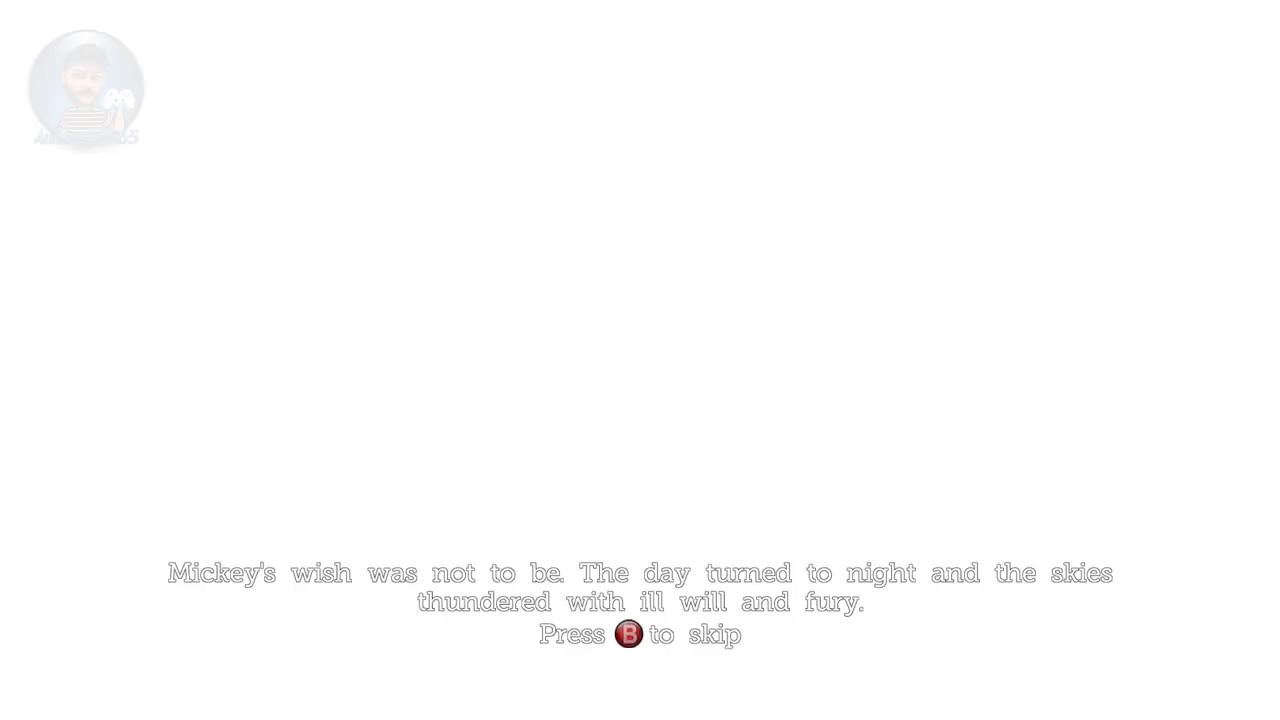 Mickey's wish was not to be. The day turned to night and the skies
thundered with ill will and fury.
Press B to skip